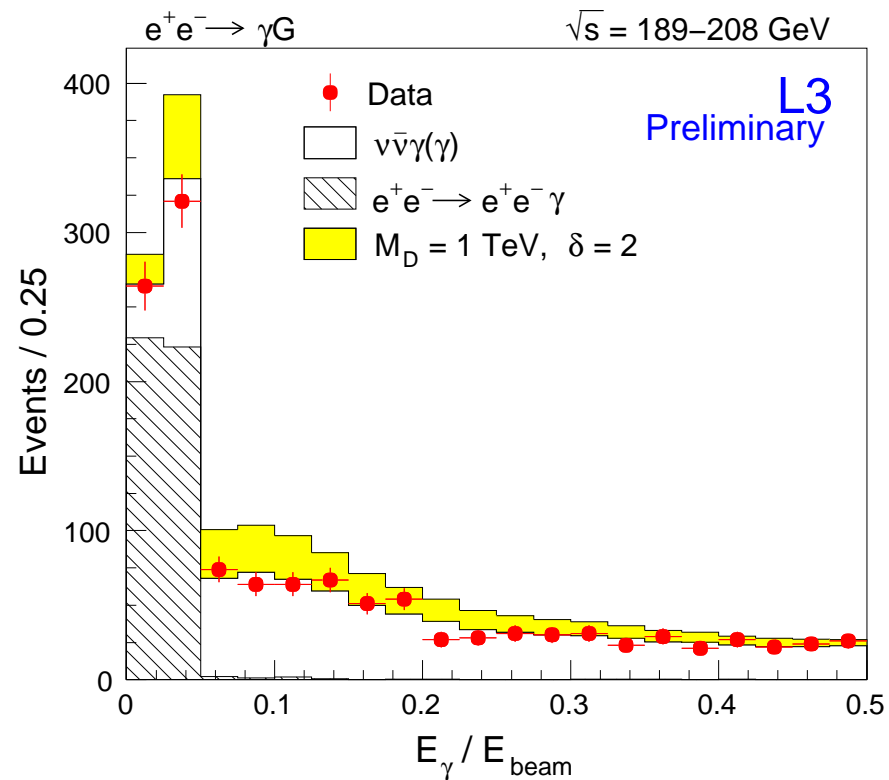 e⁺e⁻ → γG
√s = 189–208 GeV
L3
Preliminary
Data
νν̄γ(γ)
e⁺e⁻ → e⁺e⁻ γ
M_D = 1 TeV, δ = 2
Events / 0.25
400
300
200
100
0
0 0.1 0.2 0.3 0.4 0.5
E_γ / E_beam